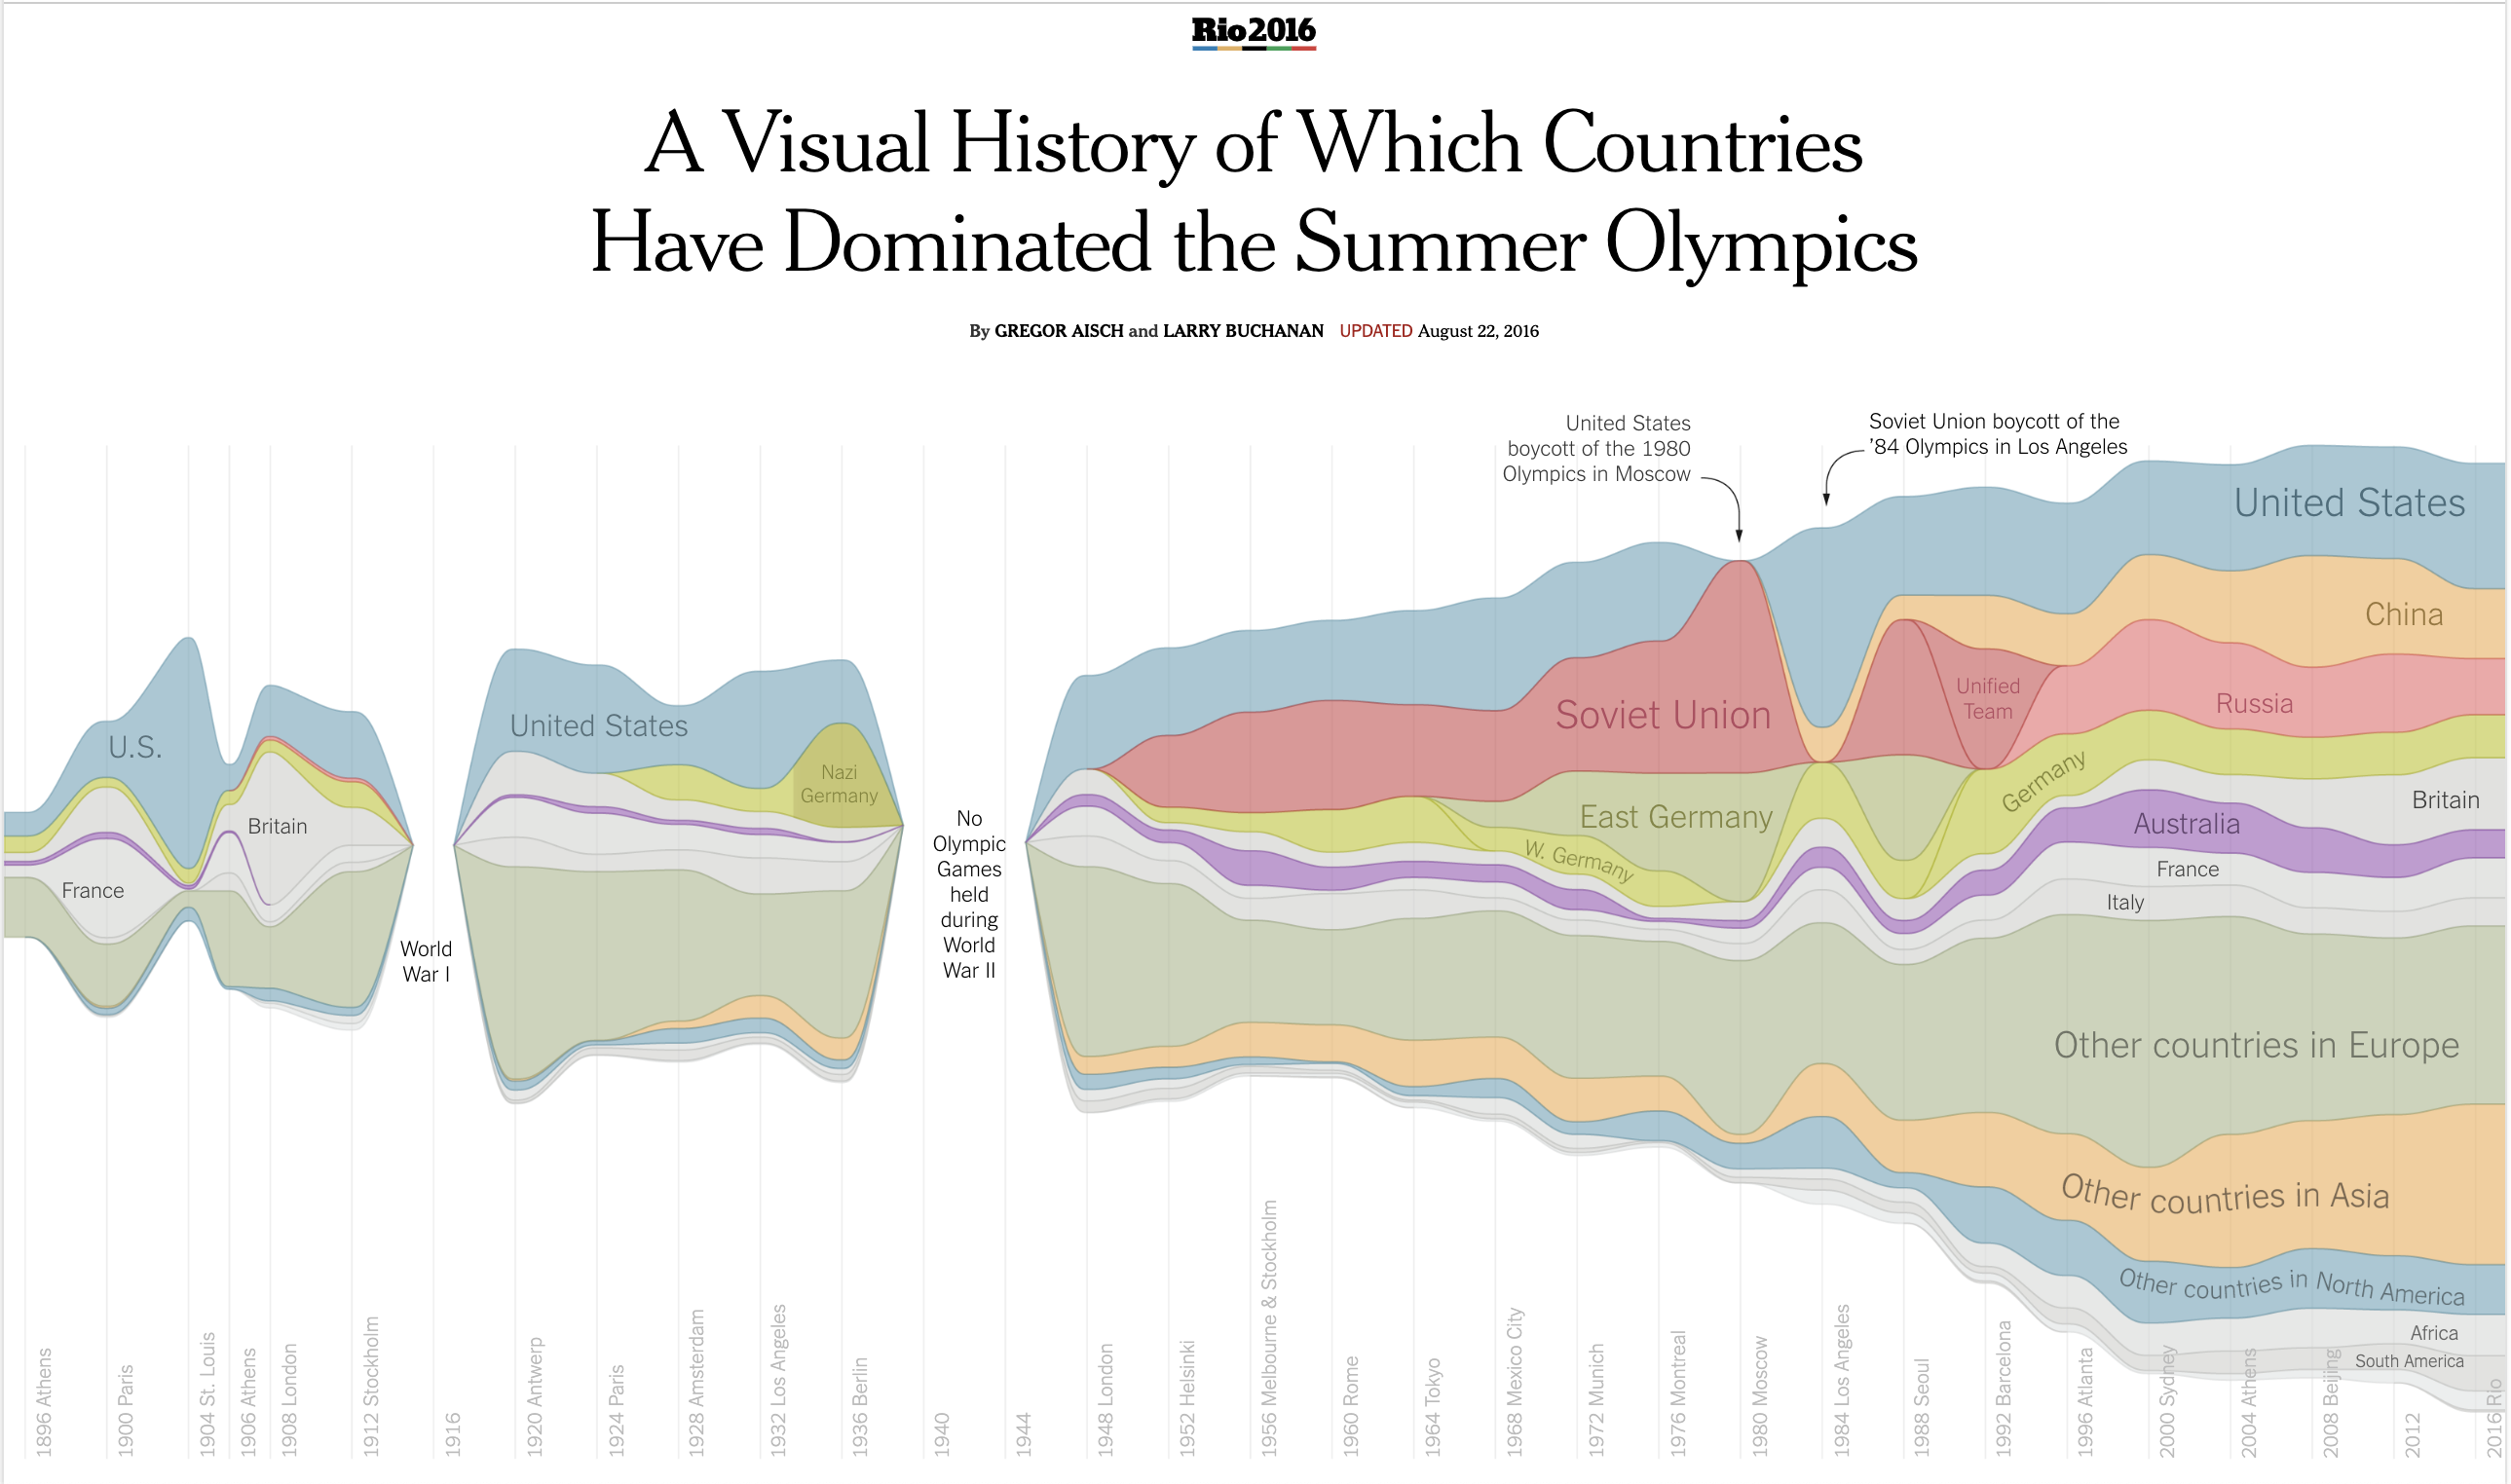 Rio2016
A Visual History of Which Countries
Have Dominated the Summer Olympics
By GREGOR AISCH and LARRY BUCHANAN UPDATED August 22, 2016
United States
boycott of the 1980
Olympics in Moscow
Soviet Union boycott of the
’84 Olympics in Los Angeles
U.S.
Britain
France
World
War I
United States
Nazi
Germany
No
Olympic
Games
held
during
World
War II
Soviet Union
East Germany
W. Germany
Unified
Team
Germany
United States
China
Russia
Britain
Australia
France
Italy
Other countries in Europe
Other countries in Asia
Other countries in North America
Africa
South America
1896 Athens
1900 Paris
1904 St. Louis
1906 Athens
1908 London
1912 Stockholm
1916
1920 Antwerp
1924 Paris
1928 Amsterdam
1932 Los Angeles
1936 Berlin
1940
1944
1948 London
1952 Helsinki
1956 Melbourne & Stockholm
1960 Rome
1964 Tokyo
1968 Mexico City
1972 Munich
1976 Montreal
1980 Moscow
1984 Los Angeles
1988 Seoul
1992 Barcelona
1996 Atlanta
2000 Sydney
2004 Athens
2008 Beijing
2012
2016 Rio